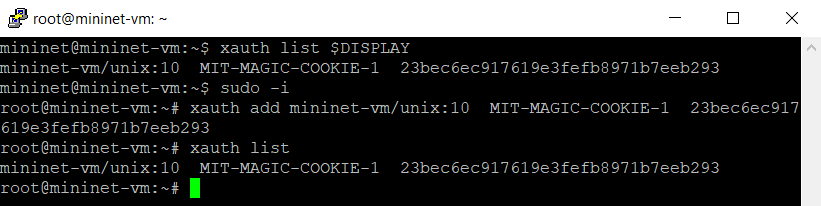 root@mininet-vm: ~
mininet@mininet-vm:~$ xauth list $DISPLAY
mininet-vm/unix:10  MIT-MAGIC-COOKIE-1  23bec6ec917619e3fefb8971b7eeb293
mininet@mininet-vm:~$ sudo -i
root@mininet-vm:~# xauth add mininet-vm/unix:10  MIT-MAGIC-COOKIE-1  23bec6ec917
619e3fefb8971b7eeb293
root@mininet-vm:~# xauth list
mininet-vm/unix:10  MIT-MAGIC-COOKIE-1  23bec6ec917619e3fefb8971b7eeb293
root@mininet-vm:~#